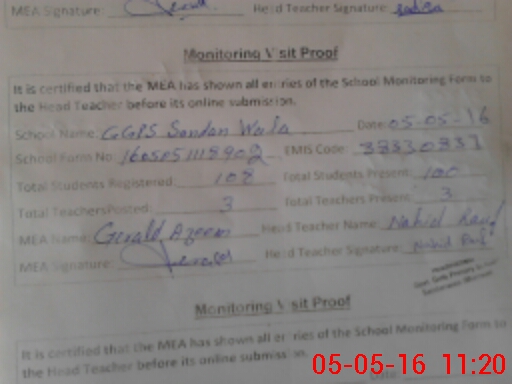 MEA Signature: Head Teacher Signature:
Monitoring Visit Proof
It is certified that the MEA has shown all entries of the School Monitoring Form to
the Head Teacher before its online submission.
School Name: GGPS Sandan Wala Date: 05-05-16
School Form No: 1605051118902 EMIS Code: 38330837
Total Students Registered 108 Total Students Present 100
Total Teachers Posted: 3 Total Teachers Present 3
MEA Name: Gerald Azeem Head Teacher Name: Nahid
MEA Signature: Head Teacher Signature: Nahid
Monitoring Visit Proof
It is certified that the MEA has shown all entries of the School Monitoring Form to
the Head Teacher before its online submission.
05-05-16 11:20